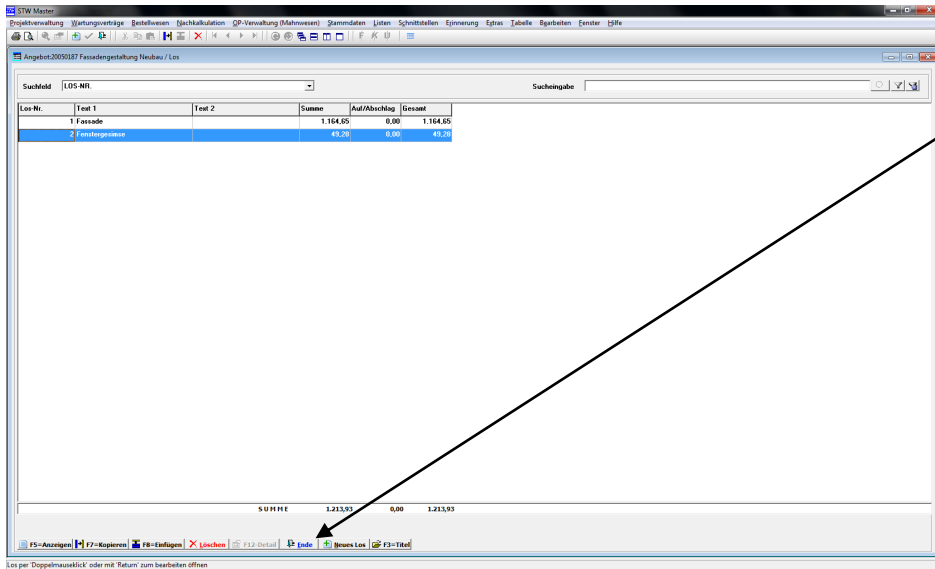 STW Master
Projektverwaltung Wartungsverträge Bestellwesen Nachkalkulation OP-Verwaltung (Mahnwesen) Stammdaten Listen Schnittstellen Erinnerung Extras Tabelle Bearbeiten Fenster Hilfe
F K U
Angebot:20050187 Fassadengestaltung Neubau / Los
Suchfeld LOS-NR. Sucheingabe
Los-Nr. Text 1 Text 2 Summe Auf/Abschlag Gesamt
1 Fassade 1.164,65 0,00 1.164,65
2 Fenstergesimse 49,28 0,00 49,28
SUMME 1.213,93 0,00 1.213,93
F5=Anzeigen F7=Kopieren F8=Einfügen Löschen F12-Detail Ende Neues Los F3=Titel
Los per 'Doppelmauseklick' oder mit 'Return' zum bearbeiten öffnen